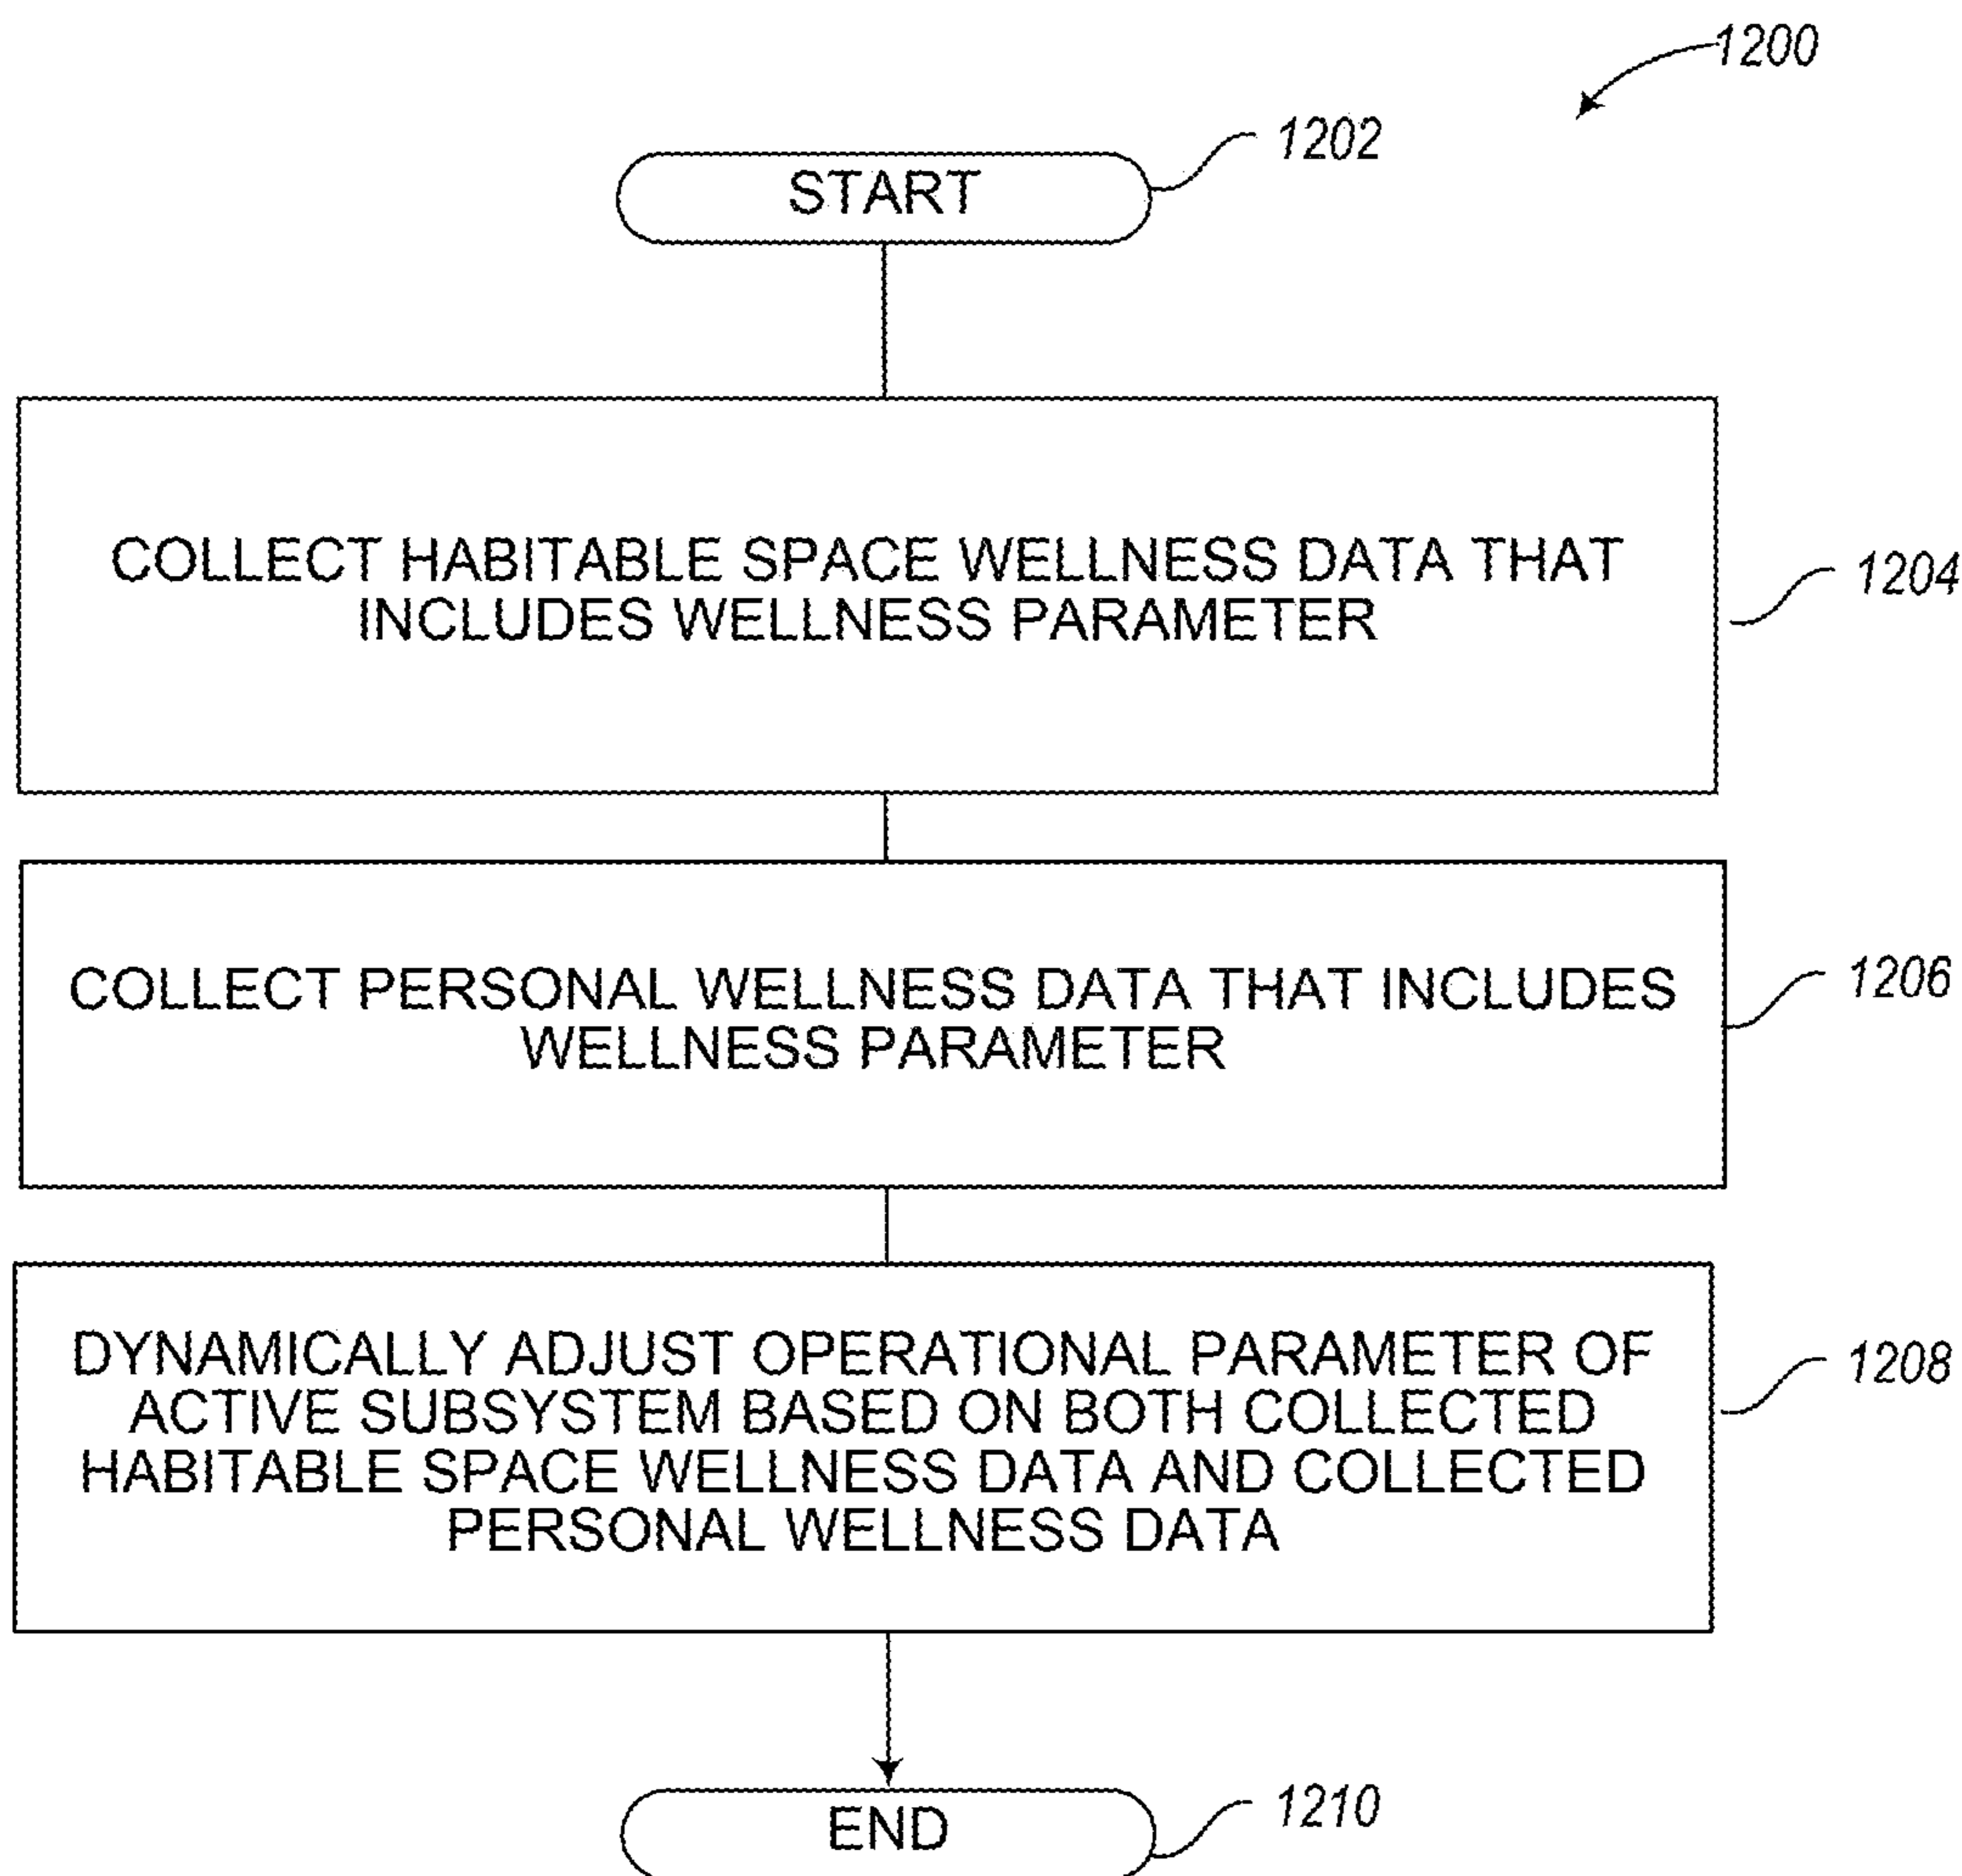 1200
1202
START
COLLECT HABITABLE SPACE WELLNESS DATA THAT
INCLUDES WELLNESS PARAMETER
1204
COLLECT PERSONAL WELLNESS DATA THAT INCLUDES
WELLNESS PARAMETER
1206
DYNAMICALLY ADJUST OPERATIONAL PARAMETER OF
ACTIVE SUBSYSTEM BASED ON BOTH COLLECTED
HABITABLE SPACE WELLNESS DATA AND COLLECTED
PERSONAL WELLNESS DATA
1208
END
1210